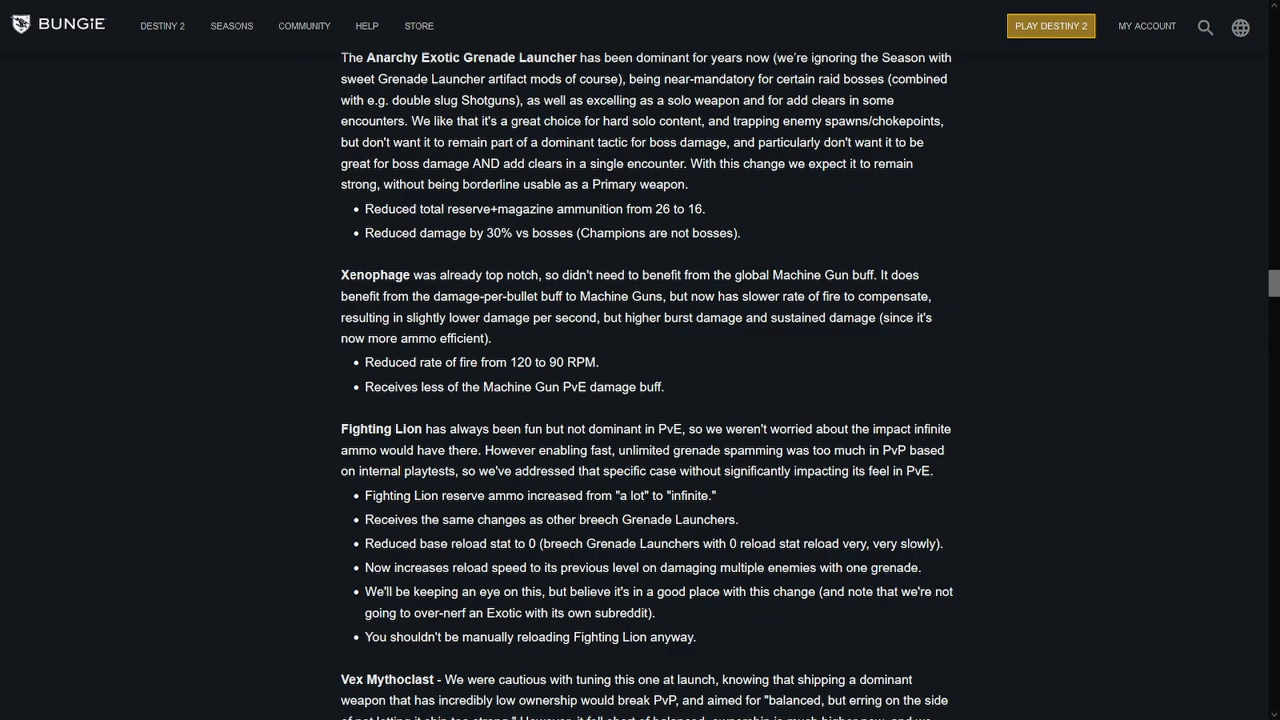 BUNGiE
DESTINY 2
SEASONS
COMMUNITY
HELP
STORE
PLAY DESTINY 2
MY ACCOUNT
The Anarchy Exotic Grenade Launcher has been dominant for years now (we're ignoring the Season with
sweet Grenade Launcher artifact mods of course), being near-mandatory for certain raid bosses (combined
with e.g. double slug Shotguns), as well as excelling as a solo weapon and for add clears in some
encounters. We like that it's a great choice for hard solo content, and trapping enemy spawns/chokepoints,
but don't want it to remain part of a dominant tactic for boss damage, and particularly don't want it to be
great for boss damage AND add clears in a single encounter. With this change we expect it to remain
strong, without being borderline usable as a Primary weapon.
• Reduced total reserve+magazine ammunition from 26 to 16.
• Reduced damage by 30% vs bosses (Champions are not bosses).
Xenophage was already top notch, so didn't need to benefit from the global Machine Gun buff. It does
benefit from the damage-per-bullet buff to Machine Guns, but now has slower rate of fire to compensate,
resulting in slightly lower damage per second, but higher burst damage and sustained damage (since it's
now more ammo efficient).
• Reduced rate of fire from 120 to 90 RPM.
• Receives less of the Machine Gun PvE damage buff.
Fighting Lion has always been fun but not dominant in PvE, so we weren't worried about the impact infinite
ammo would have there. However enabling fast, unlimited grenade spamming was too much in PvP based
on internal playtests, so we've addressed that specific case without significantly impacting its feel in PvE.
• Fighting Lion reserve ammo increased from "a lot" to "infinite."
• Receives the same changes as other breech Grenade Launchers.
• Reduced base reload stat to 0 (breech Grenade Launchers with 0 reload stat reload very, very slowly).
• Now increases reload speed to its previous level on damaging multiple enemies with one grenade.
• We'll be keeping an eye on this, but believe it's in a good place with this change (and note that we're not
going to over-nerf an Exotic with its own subreddit).
• You shouldn't be manually reloading Fighting Lion anyway.
Vex Mythoclast - We were cautious with tuning this one at launch, knowing that shipping a dominant
weapon that has incredibly low ownership would break PvP, and aimed for "balanced, but erring on the side